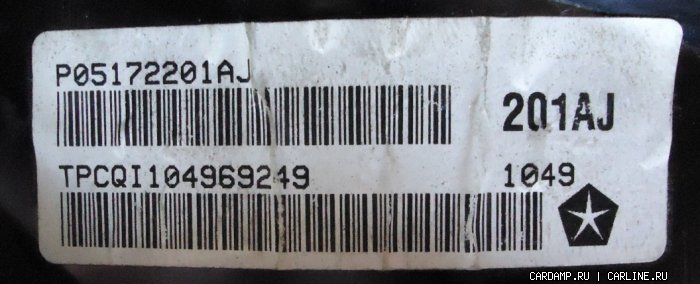 P05172201AJ
201AJ
TPCQI104969249
1049
CARDAMP.RU | CARLINE.RU